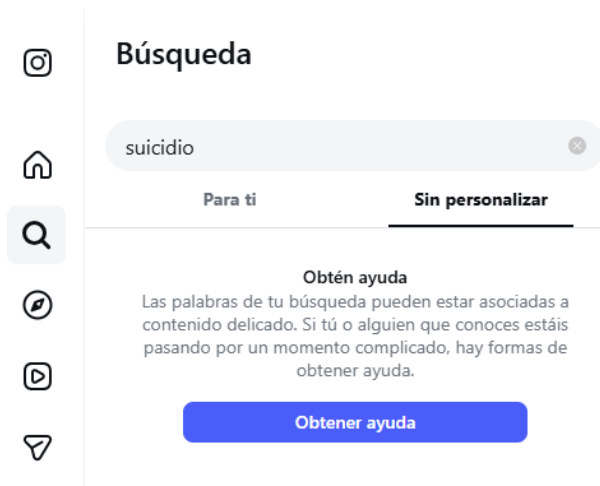 Búsqueda
suicidio
Para ti
Sin personalizar
Obtén ayuda
Las palabras de tu búsqueda pueden estar asociadas a
contenido delicado. Si tú o alguien que conoces estáis
pasando por un momento complicado, hay formas de
obtener ayuda.
Obtener ayuda